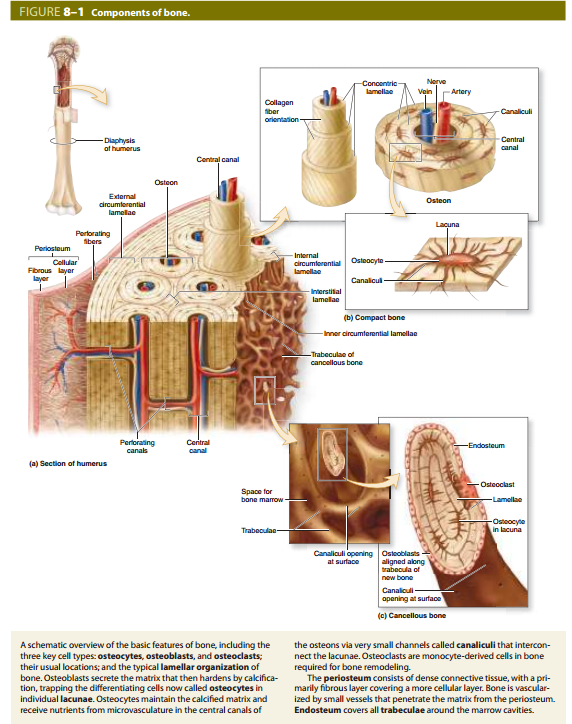 FIGURE 8–1 Components of bone.
Diaphysis
of humerus
Collagen
fiber
orientation
Concentric
lamellae
Nerve
Vein
Artery
Canaliculi
Central
canal
Osteon
Central canal
Osteon
External
circumferential
lamellae
Perforating
fibers
Periosteum
Fibrous
layer
Cellular
layer
Lacuna
Osteocyte
Canaliculi
(b) Compact bone
Internal
circumferential
lamellae
Interstitial
lamellae
Inner circumferential lamellae
Trabeculae of
cancellous bone
Perforating
canals
Central
canal
(a) Section of humerus
Space for
bone marrow
Trabeculae
Canaliculi opening
at surface
Endosteum
Osteoclast
Lamellae
Osteocyte
in lacuna
Osteoblasts
aligned along
trabecula of
new bone
Canaliculi
opening at surface
(c) Cancellous bone
A schematic overview of the basic features of bone, including the
three key cell types: osteocytes, osteoblasts, and osteoclasts;
their usual locations; and the typical lamellar organization of
bone. Osteoblasts secrete the matrix that then hardens by calcifica-
tion, trapping the differentiating cells now called osteocytes in
individual lacunae. Osteocytes maintain the calcified matrix and
receive nutrients from microvasculature in the central canals of
the osteons via very small channels called canaliculi that intercon-
nect the lacunae. Osteoclasts are monocyte-derived cells in bone
required for bone remodeling.
The periosteum consists of dense connective tissue, with a pri-
marily fibrous layer covering a more cellular layer. Bone is vascular-
ized by small vessels that penetrate the matrix from the periosteum.
Endosteum covers all trabeculae around the marrow cavities.